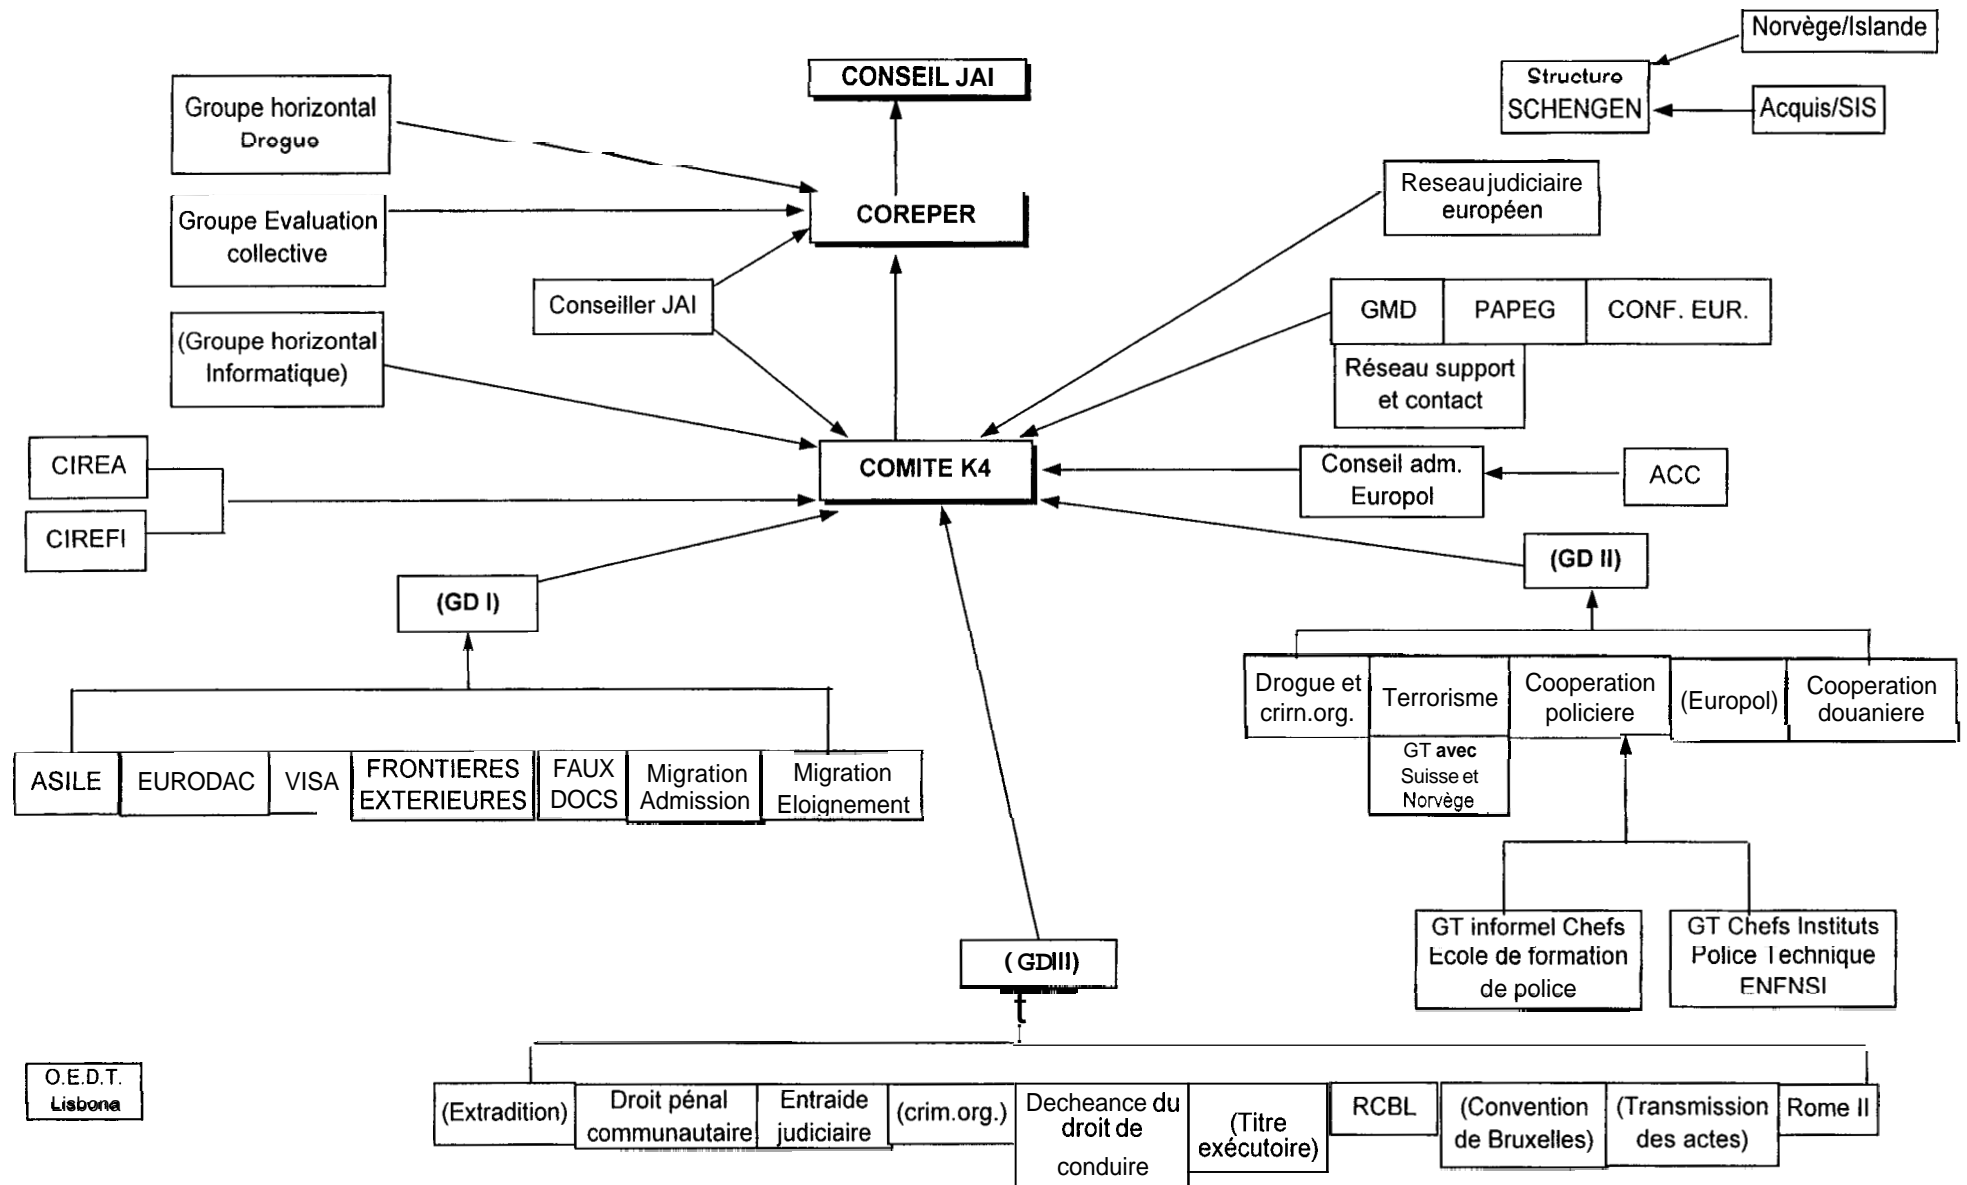 Norvège/Islande
CONSEIL JAI
Structure
SCHENGEN
Acquis/SIS
Groupe horizontal
Drogue
Reseau judiciaire
européen
COREPER
Groupe Evaluation
collective
Conseiller JAI
GMD
PAPEG
CONF. EUR.
(Groupe horizontal
Informatique)
Réseau support
et contact
CIREA
COMITE K4
Conseil adm.
Europol
ACC
CIREFI
(GD II)
(GD I)
Drogue et
crirn.org.
Terrorisme
Cooperation
policiere
(Europol)
Cooperation
douaniere
GT avec
Suisse et
Norvège
ASILE
EURODAC
VISA
FRONTIERES
EXTERIEURES
FAUX
DOCS
Migration
Admission
Migration
Eloignement
GT informel Chefs
Ecole de formation
de police
GT Chefs Instituts
Police Technique
ENFNSI
( GDIII)
O.E.D.T.
Lisbona
(Extradition)
Droit pénal
communautaire
Entraide
judiciaire
(crim.org.)
Decheance du
droit de
conduire
(Titre
exécutoire)
RCBL
(Convention
de Bruxelles)
(Transmission
des actes)
Rome II